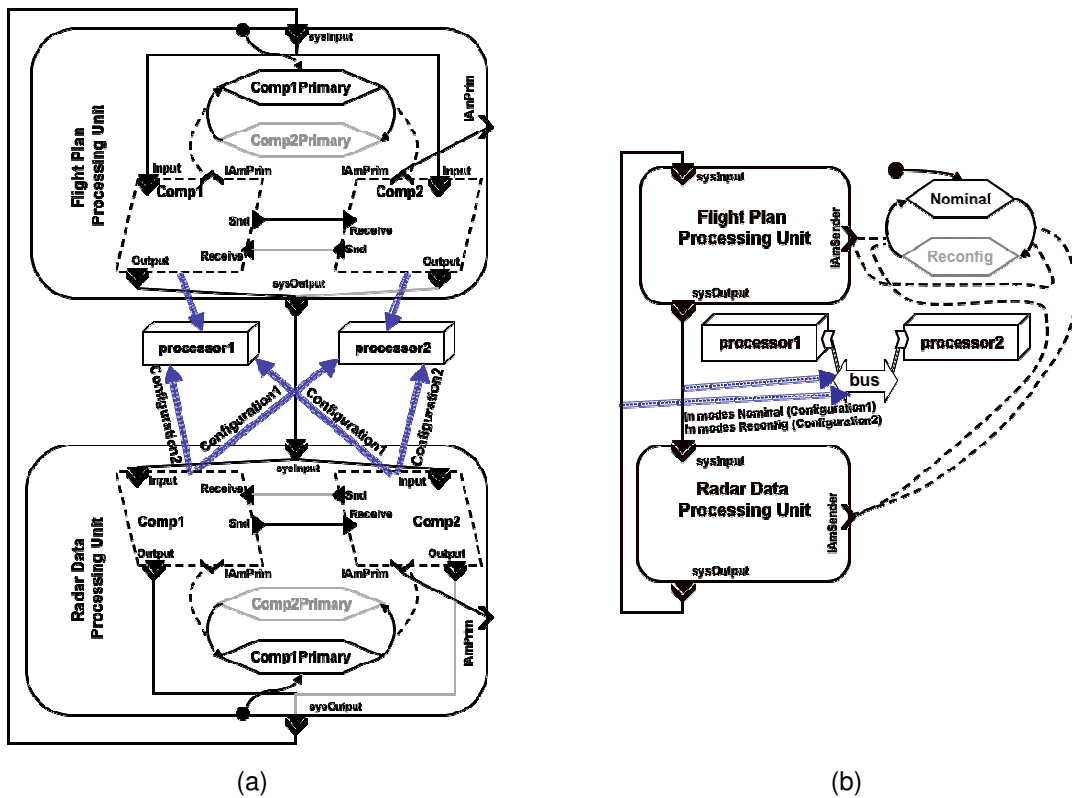 sysInput
Comp1Primary
Comp2Primary
IAmPrim
Flight Plan
Processing Unit
Input
IAmPrim
IAmPrim
Input
Comp1
Comp2
Snd
Receive
Receive
Snd
Output
Output
sysOutput
processor1
processor2
Configuration2
Configuration1
Configuration1
Configuration2
sysInput
Input
Receive
Snd
Input
Comp1
Snd
Receive
Comp2
Output
Output
IAmPrim
IAmPrim
Radar Data
Processing Unit
Comp2Primary
Comp1Primary
IAmPrim
sysOutput
(a)
sysInput
Flight Plan
Processing Unit
IAmSender
Nominal
Reconfig
sysOutput
processor1
processor2
bus
In modes Nominal (Configuration1)
In modes Reconfig (Configuration2)
sysInput
Radar Data
Processing Unit
IAmSender
sysOutput
(b)